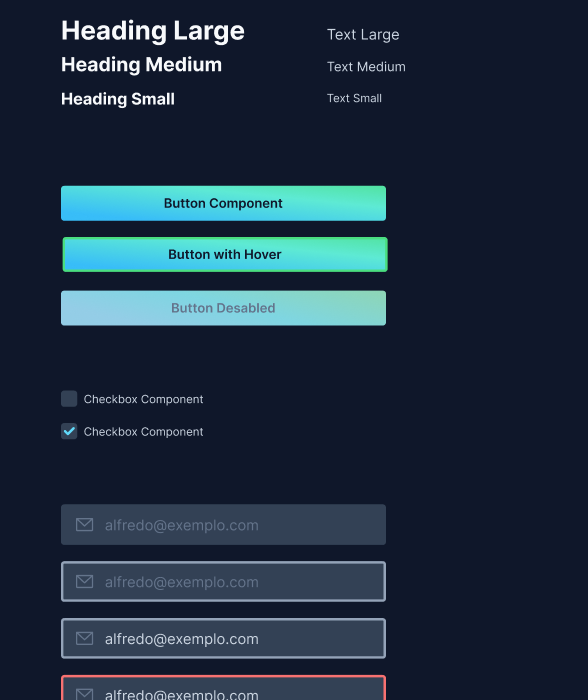 Heading Large
Text Large
Heading Medium
Text Medium
Heading Small
Text Small
Button Component
Button with Hover
Button Desabled
Checkbox Component
Checkbox Component
alfredo@exemplo.com
alfredo@exemplo.com
alfredo@exemplo.com
alfredo@exemplo.com